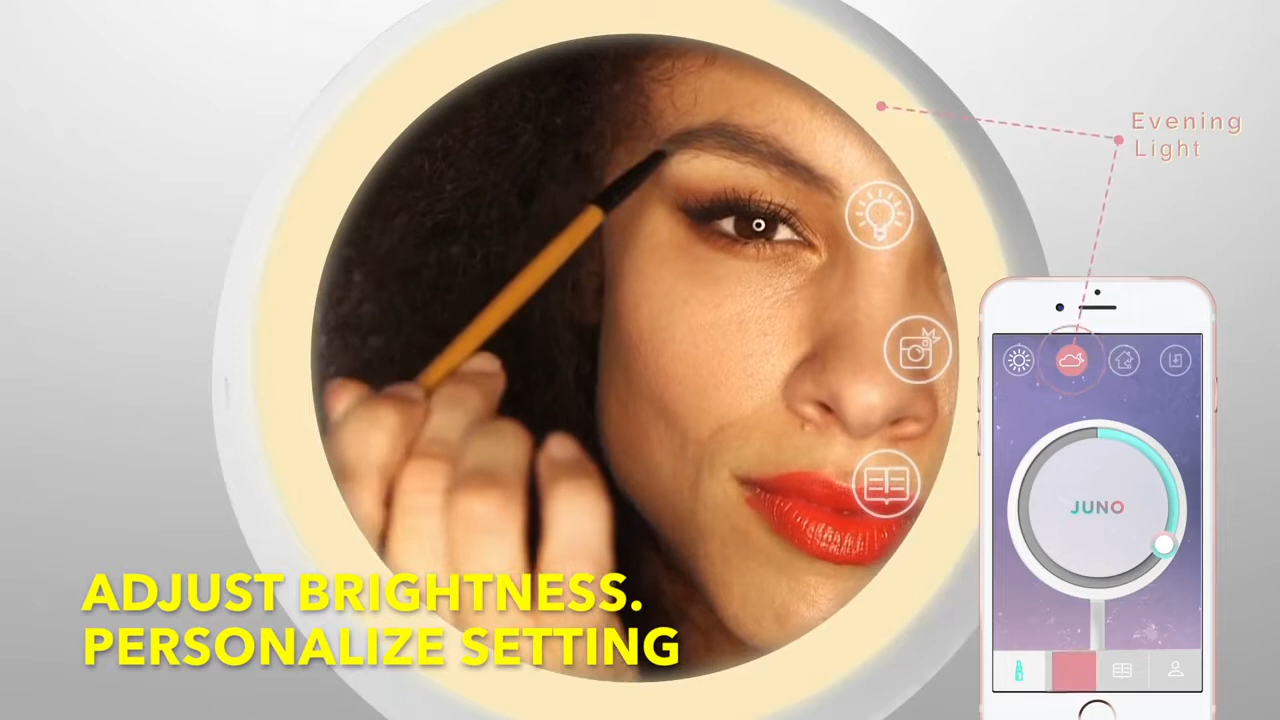 Evening
Light
JUNO
ADJUST BRIGHTNESS.
PERSONALIZE SETTING